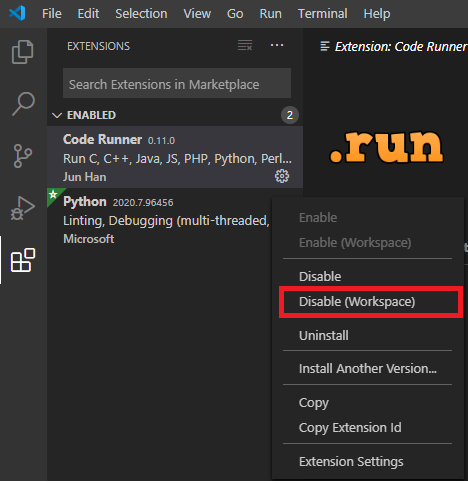 File Edit Selection View Go Run Terminal Help
EXTENSIONS
Extension: Code Runner
Search Extensions in Marketplace
ENABLED 2
Code Runner 0.11.0
Run C, C++, Java, JS, PHP, Python, Perl...
Jun Han
.run
Python 2020.7.96456
Linting, Debugging (multi-threaded,
Microsoft
Enable
Enable (Workspace)
Disable
Disable (Workspace)
Uninstall
Install Another Version...
Copy
Copy Extension Id
Extension Settings